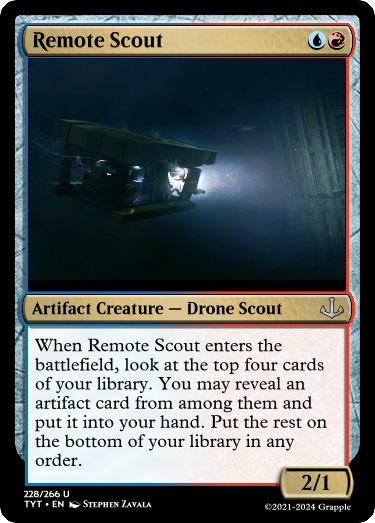 Remote Scout
Artifact Creature — Drone Scout
When Remote Scout enters the
battlefield, look at the top four cards
of your library. You may reveal an
artifact card from among them and
put it into your hand. Put the rest on
the bottom of your library in any
order.
2/1
228/266 U
TYT • EN Stephen Zavala
©2021-2024 Grapple